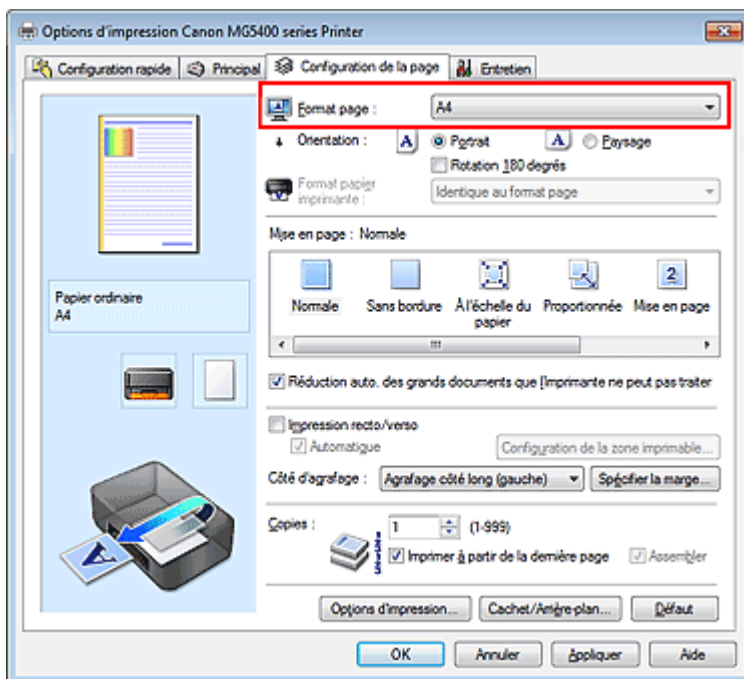 Options d'impression Canon MG5400 series Printer
Configuration rapide Principal Configuration de la page Entretien
Format page : A4
Orientation : A Portrait A Paysage
Rotation 180 degrés
Format papier imprimante : Identique au format page
Mise en page : Normale
2
Normale Sans bordure À l'échelle du papier Proportionnée Mise en page
Papier ordinaire
A4
Réduction auto. des grands documents que l'imprimante ne peut pas traiter
Impression recto/verso
Automatique Configuration de la zone imprimable...
Côté d'agrafage : Agrafage côté long (gauche) Spécifier la marge...
Copies : 1 (1-999)
Imprimer à partir de la dernière page Assembler
Options d'impression... Cachet/Arrière-plan... Défaut
OK Annuler Appliquer Aide